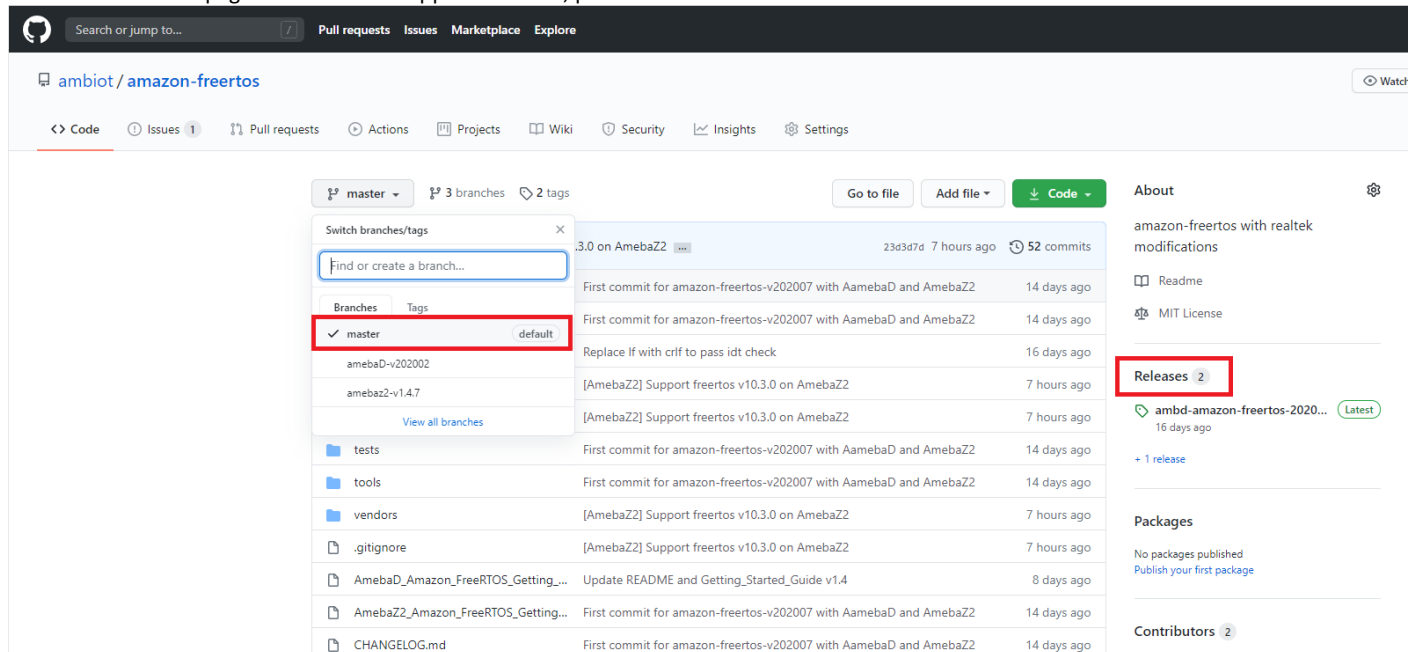 Search or jump to... /
Pull requests Issues Marketplace Explore
ambiot / amazon-freertos
Watch
<> Code Issues 1 Pull requests Actions Projects Wiki Security Insights Settings
master 3 branches 2 tags Go to file Add file Code
Switch branches/tags
Find or create a branch...
Branches Tags
master default
amebaD-v202002
amebaz2-v1.4.7
View all branches
.3.0 on AmebaZ2 ... 23d3d7d 7 hours ago 52 commits
First commit for amazon-freertos-v202007 with AamebaD and AmebaZ2 14 days ago
First commit for amazon-freertos-v202007 with AamebaD and AmebaZ2 14 days ago
Replace lf with crlf to pass idt check 16 days ago
[AmebaZ2] Support freertos v10.3.0 on AmebaZ2 7 hours ago
[AmebaZ2] Support freertos v10.3.0 on AmebaZ2 7 hours ago
tests First commit for amazon-freertos-v202007 with AamebaD and AmebaZ2 14 days ago
tools First commit for amazon-freertos-v202007 with AamebaD and AmebaZ2 14 days ago
vendors [AmebaZ2] Support freertos v10.3.0 on AmebaZ2 7 hours ago
.gitignore [AmebaZ2] Support freertos v10.3.0 on AmebaZ2 7 hours ago
AmebaD_Amazon_FreeRTOS_Getting_... Update README and Getting_Started_Guide v1.4 8 days ago
AmebaZ2_Amazon_FreeRTOS_Getting... First commit for amazon-freertos-v202007 with AamebaD and AmebaZ2 14 days ago
CHANGELOG.md First commit for amazon-freertos-v202007 with AamebaD and AmebaZ2 14 days ago
About
amazon-freertos with realtek
modifications
Readme
MIT License
Releases 2
ambd-amazon-freertos-2020... Latest
16 days ago
+ 1 release
Packages
No packages published
Publish your first package
Contributors 2